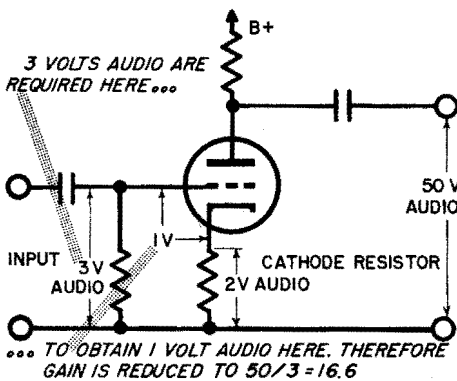 B+
3 VOLTS AUDIO ARE
REQUIRED HERE...
50 V
AUDIO
1V
INPUT
3V
AUDIO
CATHODE RESISTOR
2V AUDIO
... TO OBTAIN 1 VOLT AUDIO HERE. THEREFORE
GAIN IS REDUCED TO 50/3 = 16.6